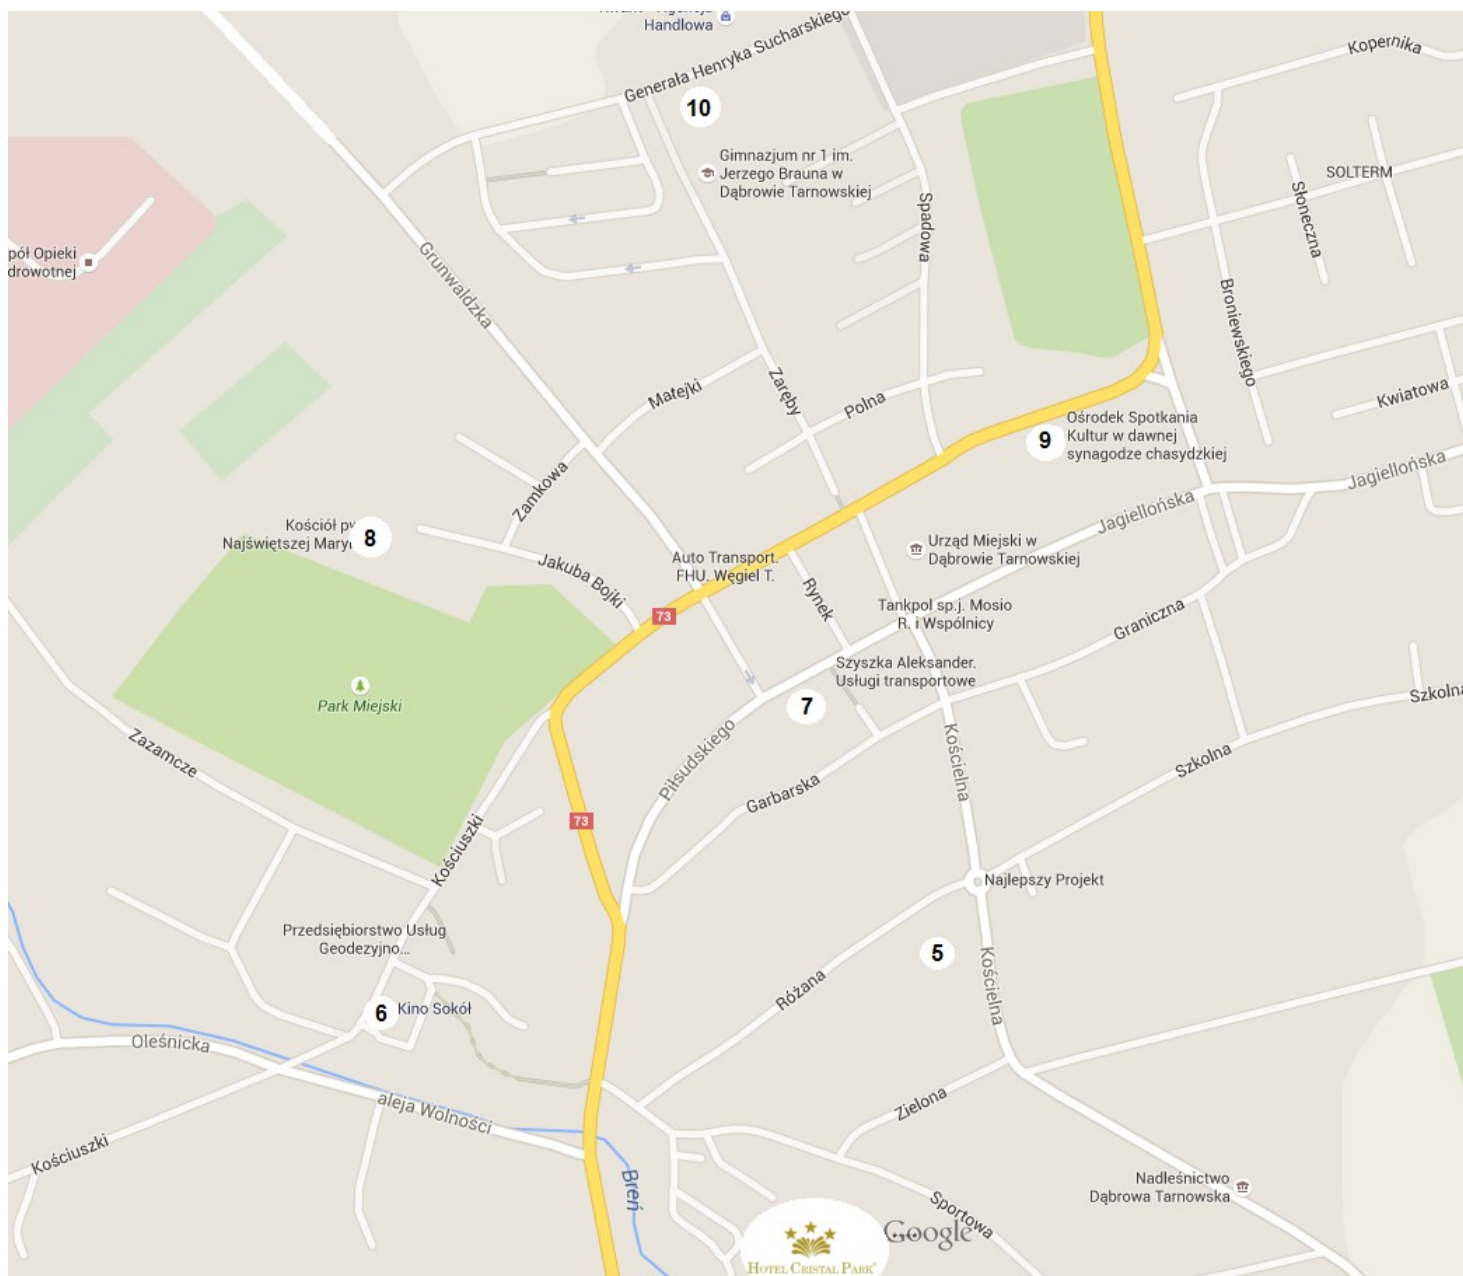 Handlowa
Generała Henryka Sucharskiego
Kopernika
10
Gimnazjum nr 1 im.
Jerzego Brauna w
Dąbrowie Tarnowskiej
SOLTERM
Słoneczna
Spadowa
pół Opieki
drowotnej
Grunwaldzka
Broniewskiego
Matejki
Zaręby
Polna
Kwiatowa
9
Ośrodek Spotkania
Kultur w dawnej
synagodze chasydzkiej
Jagiellońska
Jagiellońska
Zamkowa
Kościół pw
Najświętszej Mary
8
Jakuba Bojki
Auto Transport.
FHU. Węgiel T.
Urząd Miejski w
Dąbrowie Tarnowskiej
Rynek
73
Tankpol sp.j. Mosio
R. i Wspólnicy
Graniczna
Szyszka Aleksander.
Usługi transportowe
Park Miejski
7
Szkolna
Zazamcze
Piłsudskiego
Kościelna
Szkolna
Garbarska
73
Kościuszki
Najlepszy Projekt
Przedsiębiorstwo Usług
Geodezyjno...
5
Kościelna
Różana
6
Kino Sokół
Oleśnicka
aleja Wolności
Zielona
Kościuszki
Breń
Nadleśnictwo
Dąbrowa Tarnowska
Sportowa
Google
HOTEL CRISTAL PARK